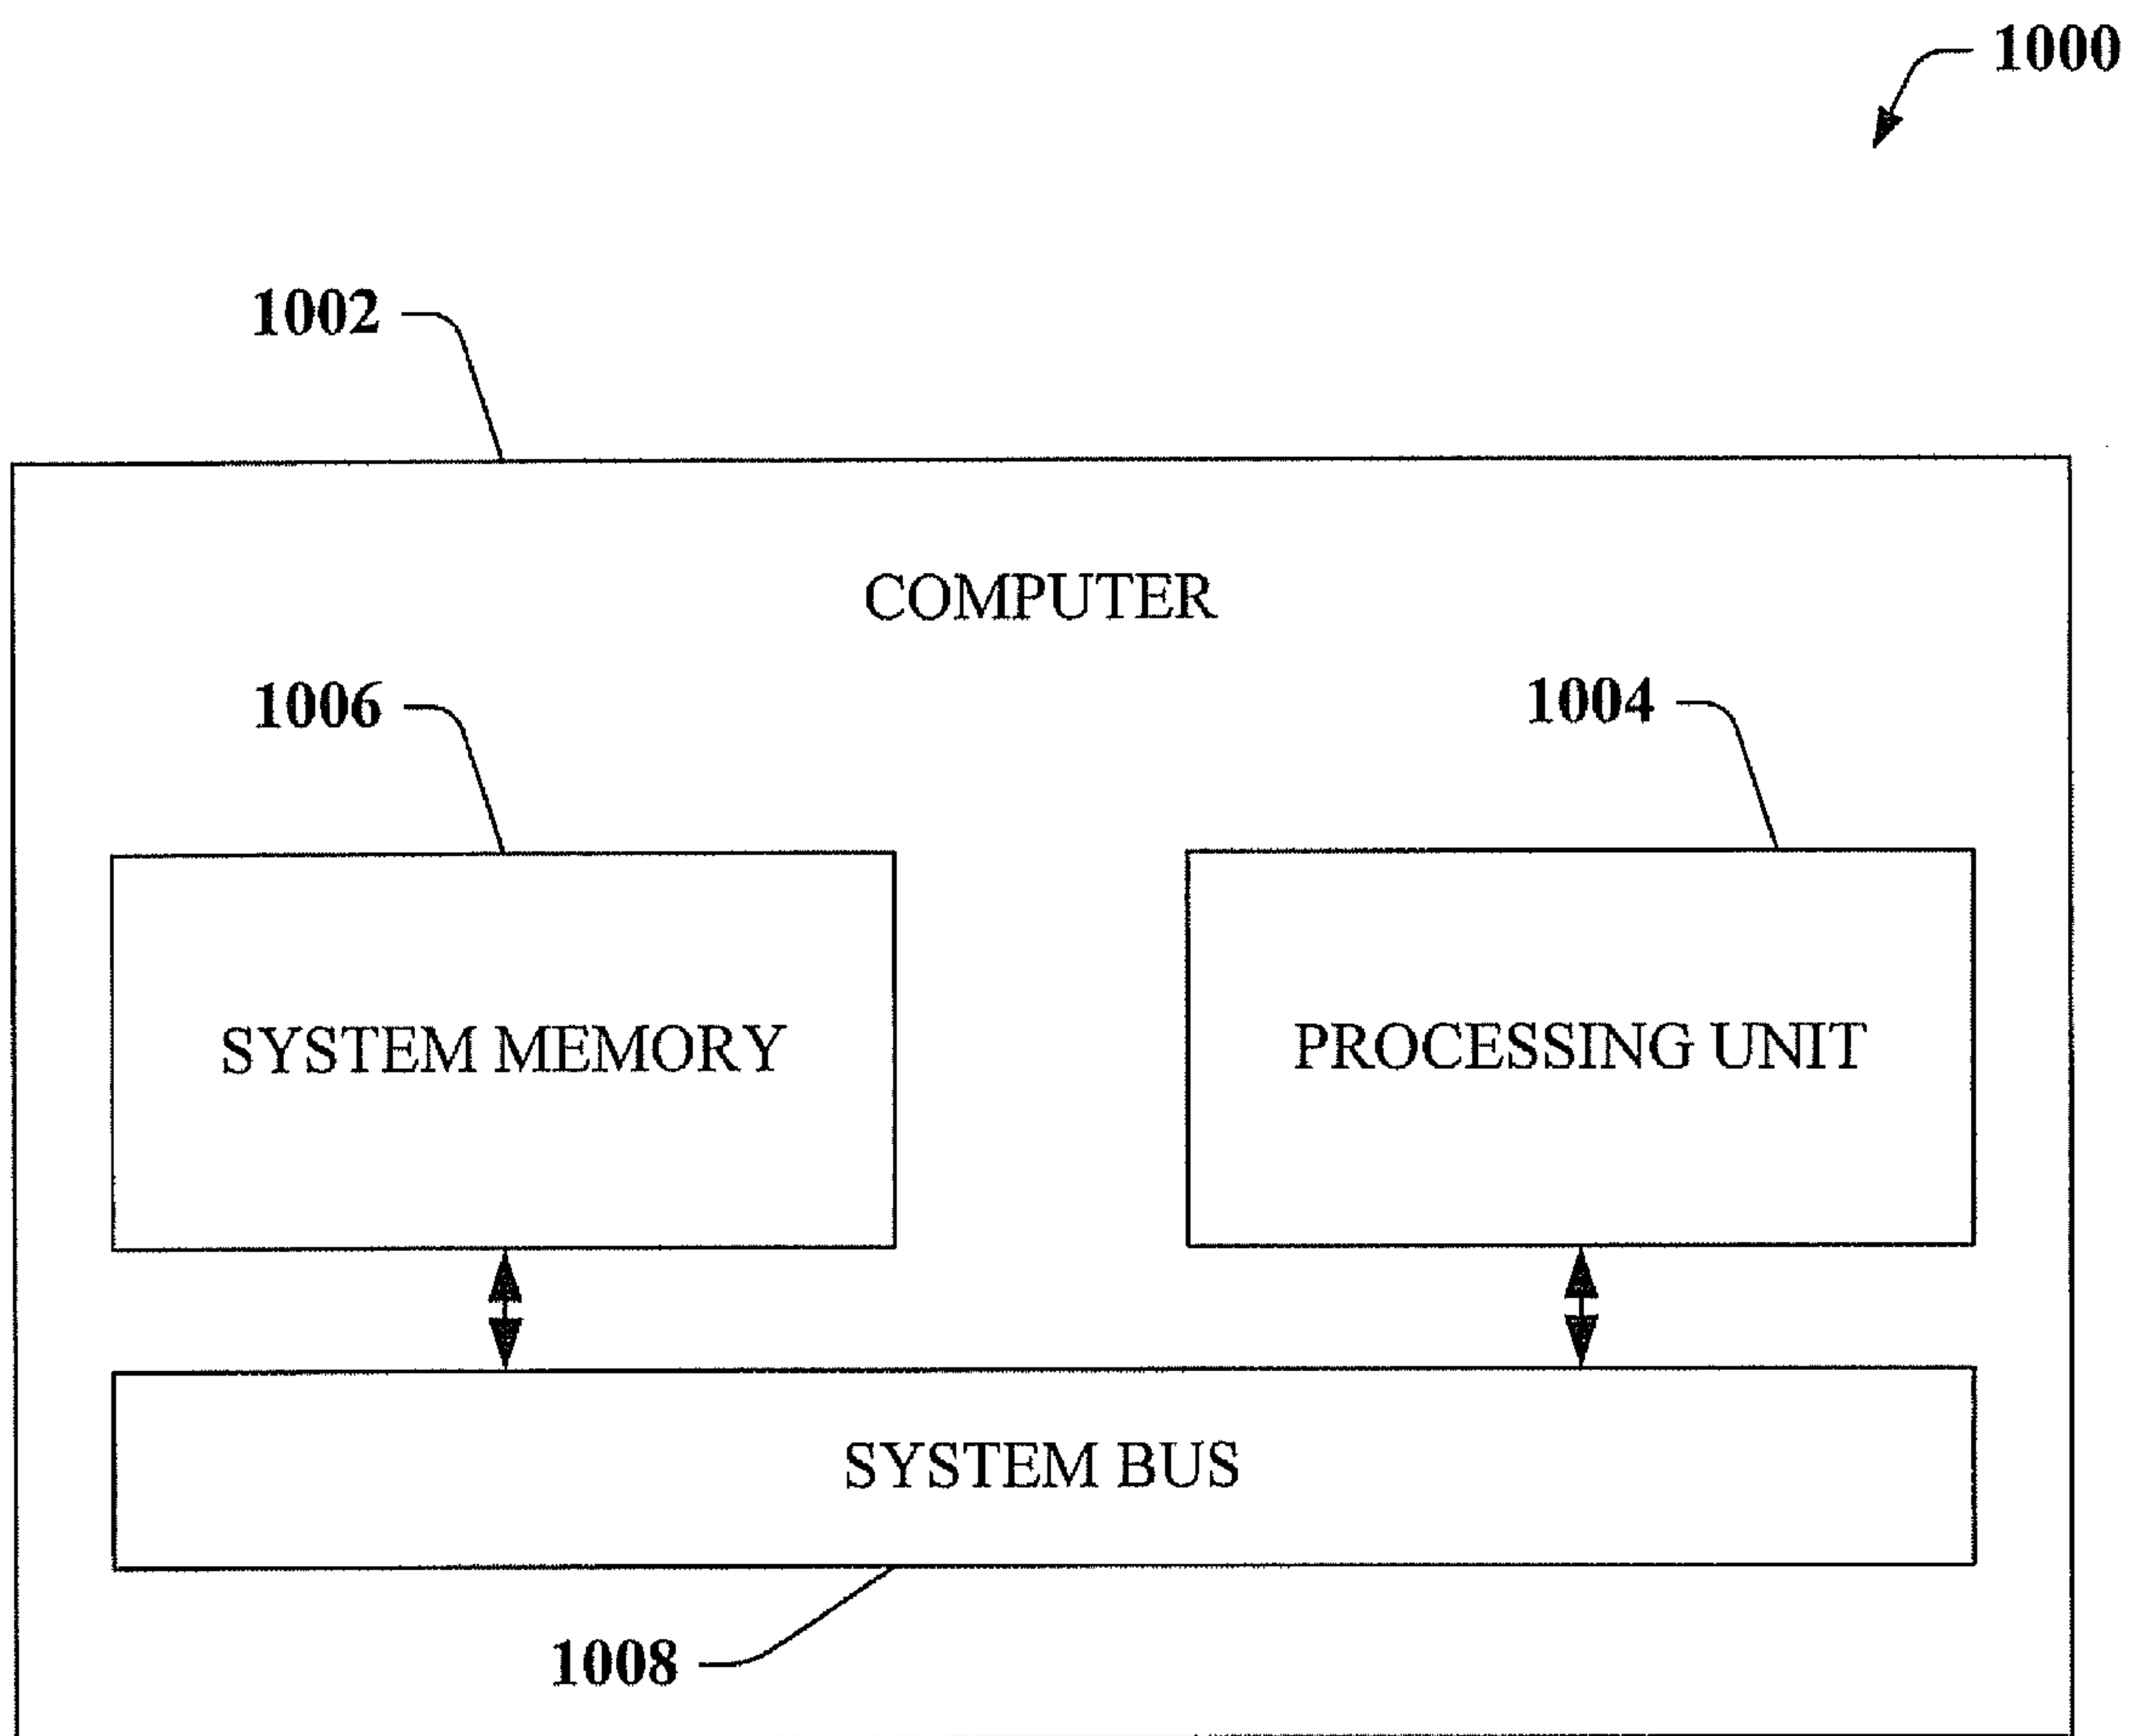 1000
1002
COMPUTER
1006
1004
SYSTEM MEMORY
PROCESSING UNIT
SYSTEM BUS
1008